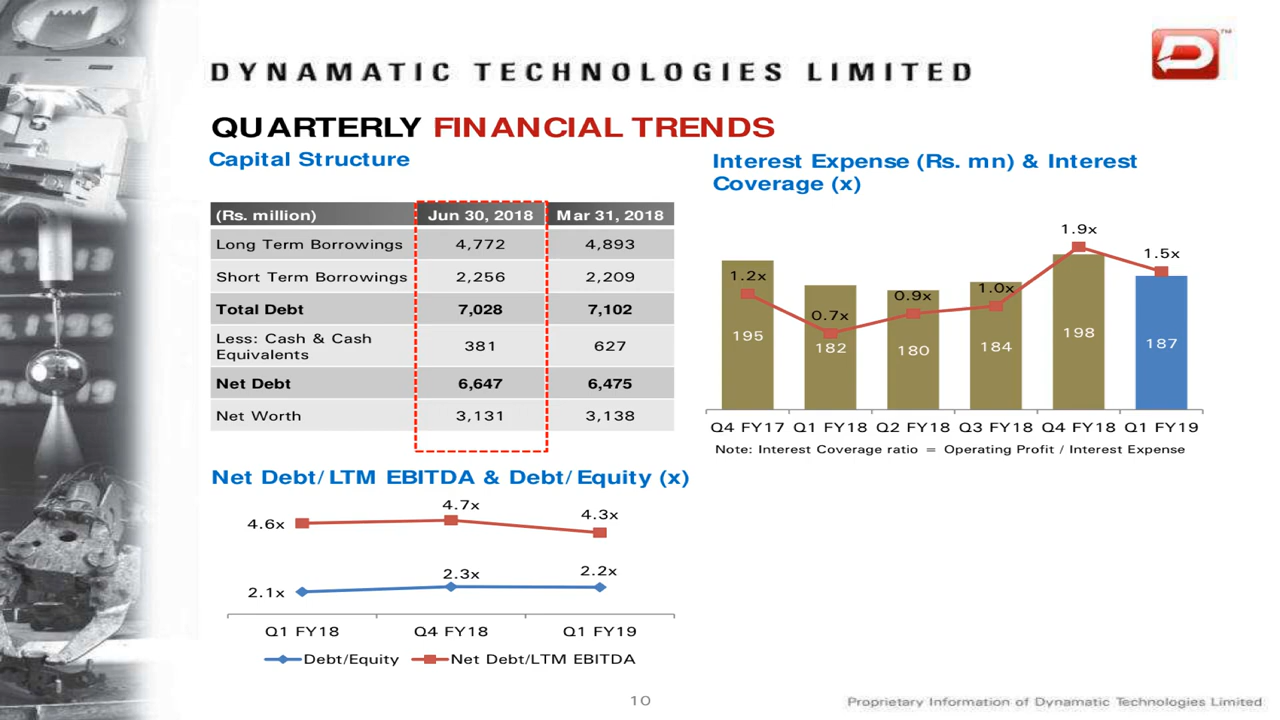 DYNAMATIC TECHNOLOGIES LIMITED
TM
QUARTERLY FINANCIAL TRENDS
Capital Structure
(Rs. million) Jun 30, 2018 Mar 31, 2018
Long Term Borrowings 4,772 4,893
Short Term Borrowings 2,256 2,209
Total Debt 7,028 7,102
Less: Cash & Cash
Equivalents 381 627
Net Debt 6,647 6,475
Net Worth 3,131 3,138
Interest Expense (Rs. mn) & Interest
Coverage (x)
1.2x 0.7x 0.9x 1.0x 1.9x 1.5x
195 182 180 184 198 187
Q4 FY17 Q1 FY18 Q2 FY18 Q3 FY18 Q4 FY18 Q1 FY19
Note: Interest Coverage ratio = Operating Profit / Interest Expense
Net Debt/LTM EBITDA & Debt/Equity (x)
4.6x 4.7x 4.3x
2.1x 2.3x 2.2x
Q1 FY18 Q4 FY18 Q1 FY19
Debt/Equity Net Debt/LTM EBITDA
10
Proprietary Information of Dynamatic Technologies Limited